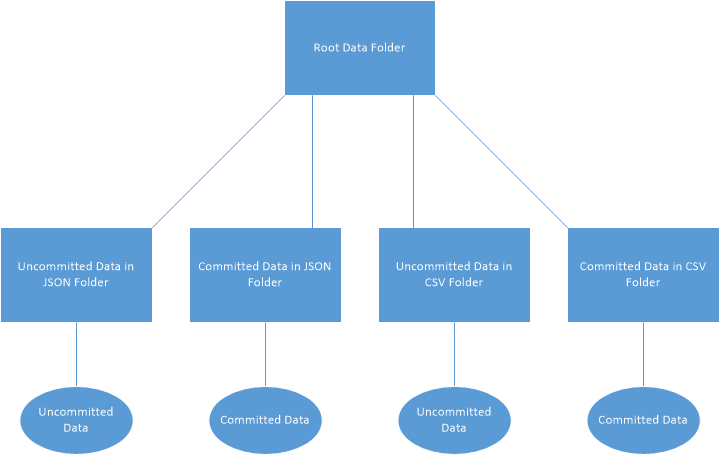 Root Data Folder
Uncommitted Data in
JSON Folder
Committed Data in JSON
Folder
Uncommitted Data in
CSV Folder
Committed Data in CSV
Folder
Uncommitted
Data
Committed Data
Uncommitted
Data
Committed Data